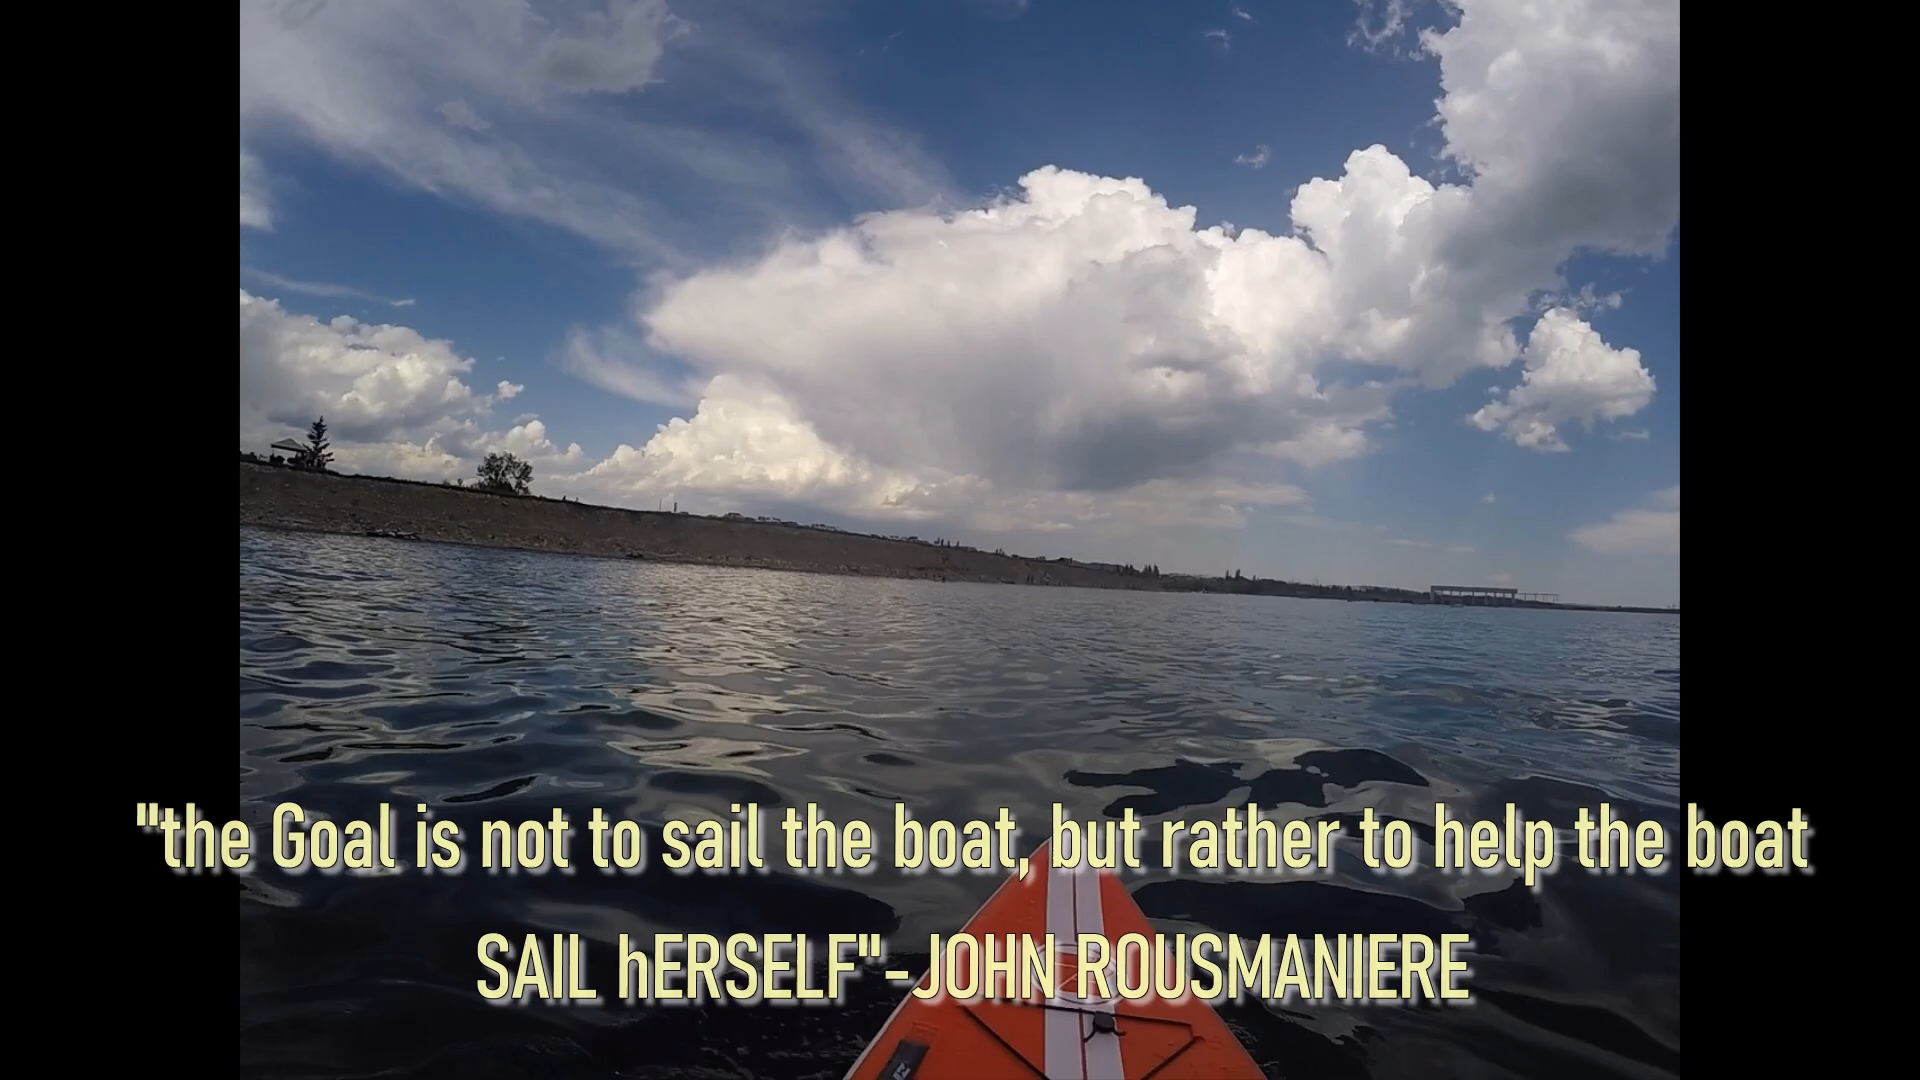 "the Goal is not to sail the boat, but rather to help the boat
SAIL hERSELF"-JOHN ROUSMANIERE